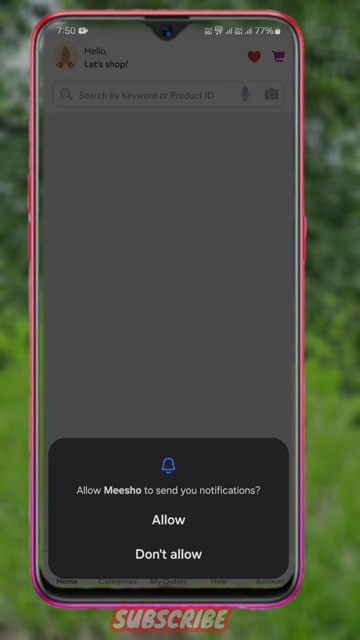 7:50
77%
Hello,
Let's shop!
Search by Keyword or Product ID
Allow Meesho to send you notifications?
Allow
Don't allow
Home Categories My Orders Help Account
SUBSCRIBE